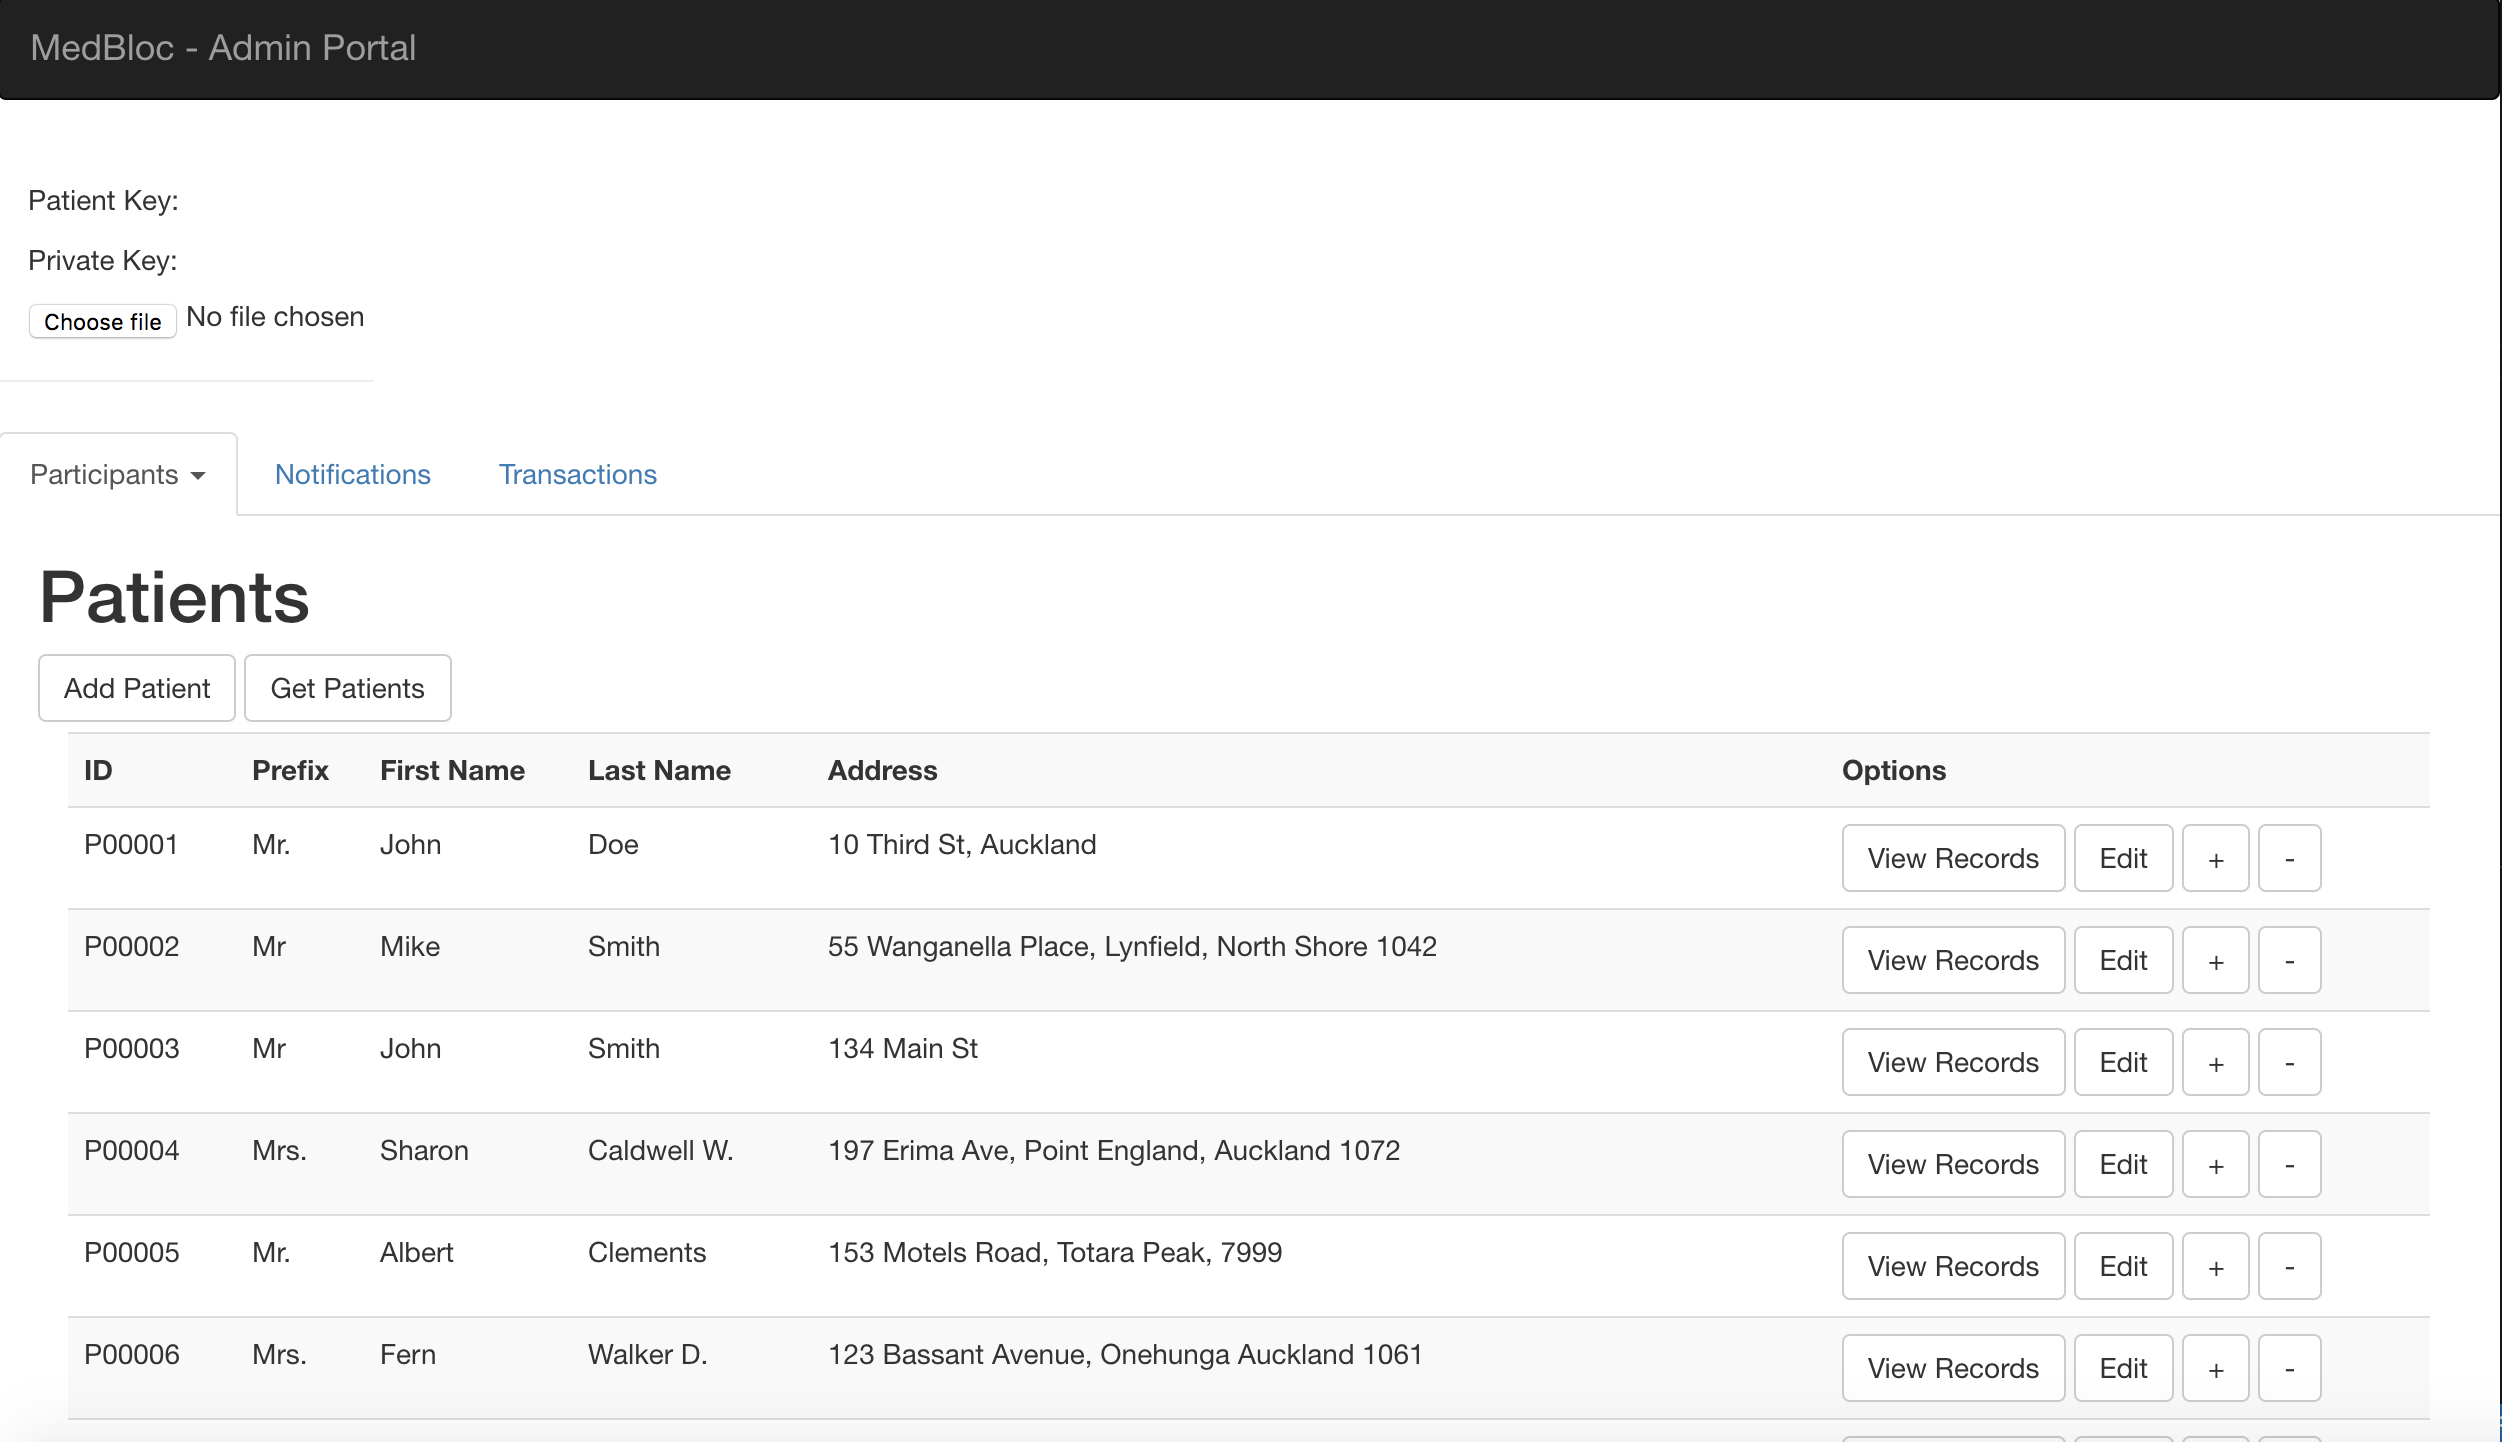 MedBloc - Admin Portal
Patient Key:
Private Key:
Choose file No file chosen
Participants Notifications Transactions
Patients
Add Patient Get Patients
ID Prefix First Name Last Name Address Options
P00001 Mr. John Doe 10 Third St, Auckland View Records Edit + -
P00002 Mr Mike Smith 55 Wanganella Place, Lynfield, North Shore 1042 View Records Edit + -
P00003 Mr John Smith 134 Main St View Records Edit + -
P00004 Mrs. Sharon Caldwell W. 197 Erima Ave, Point England, Auckland 1072 View Records Edit + -
P00005 Mr. Albert Clements 153 Motels Road, Totara Peak, 7999 View Records Edit + -
P00006 Mrs. Fern Walker D. 123 Bassant Avenue, Onehunga Auckland 1061 View Records Edit + -